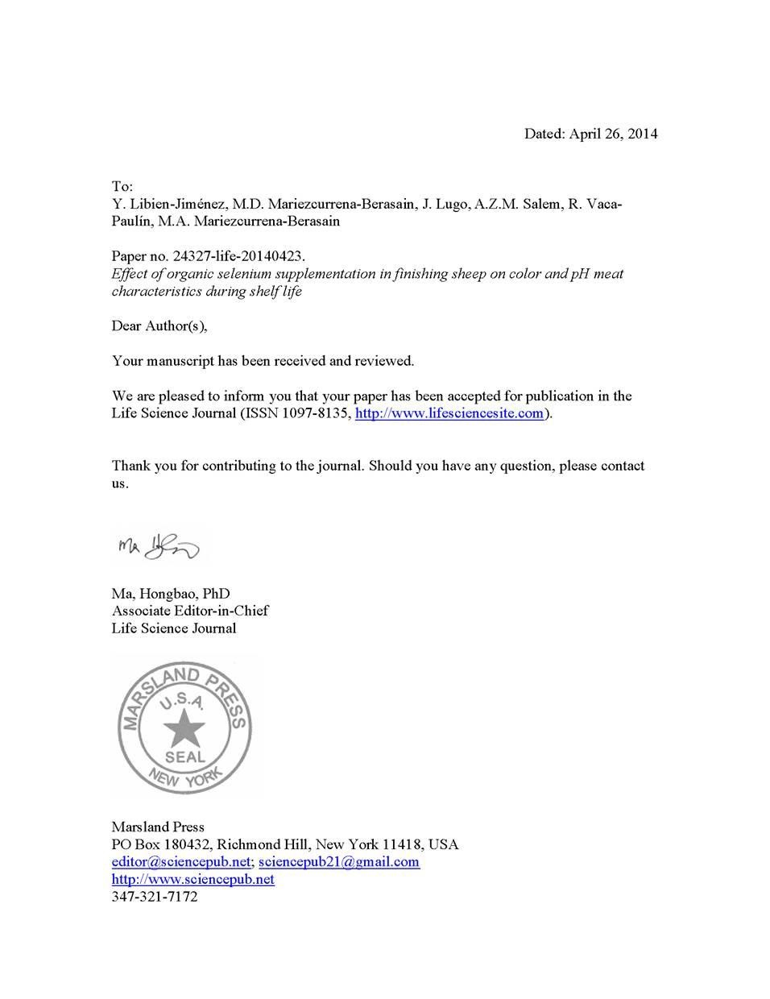 Dated: April 26, 2014
To:
Y. Libien-Jiménez, M.D. Mariezcurrena-Berasain, J. Lugo, A.Z.M. Salem, R. Vaca-
Paulín, M.A. Mariezcurrena-Berasain
Paper no. 24327-life-20140423.
Effect of organic selenium supplementation in finishing sheep on color and pH meat
characteristics during shelf life
Dear Author(s),
Your manuscript has been received and reviewed.
We are pleased to inform you that your paper has been accepted for publication in the
Life Science Journal (ISSN 1097-8135, http://www.lifesciencesite.com).
Thank you for contributing to the journal. Should you have any question, please contact
us.
Ma, Hongbao, PhD
Associate Editor-in-Chief
Life Science Journal
MARSLAND PRESS
U.S.A.
SEAL
NEW YORK
Marsland Press
PO Box 180432, Richmond Hill, New York 11418, USA
editor@sciencepub.net; sciencepub21@gmail.com
http://www.sciencepub.net
347-321-7172